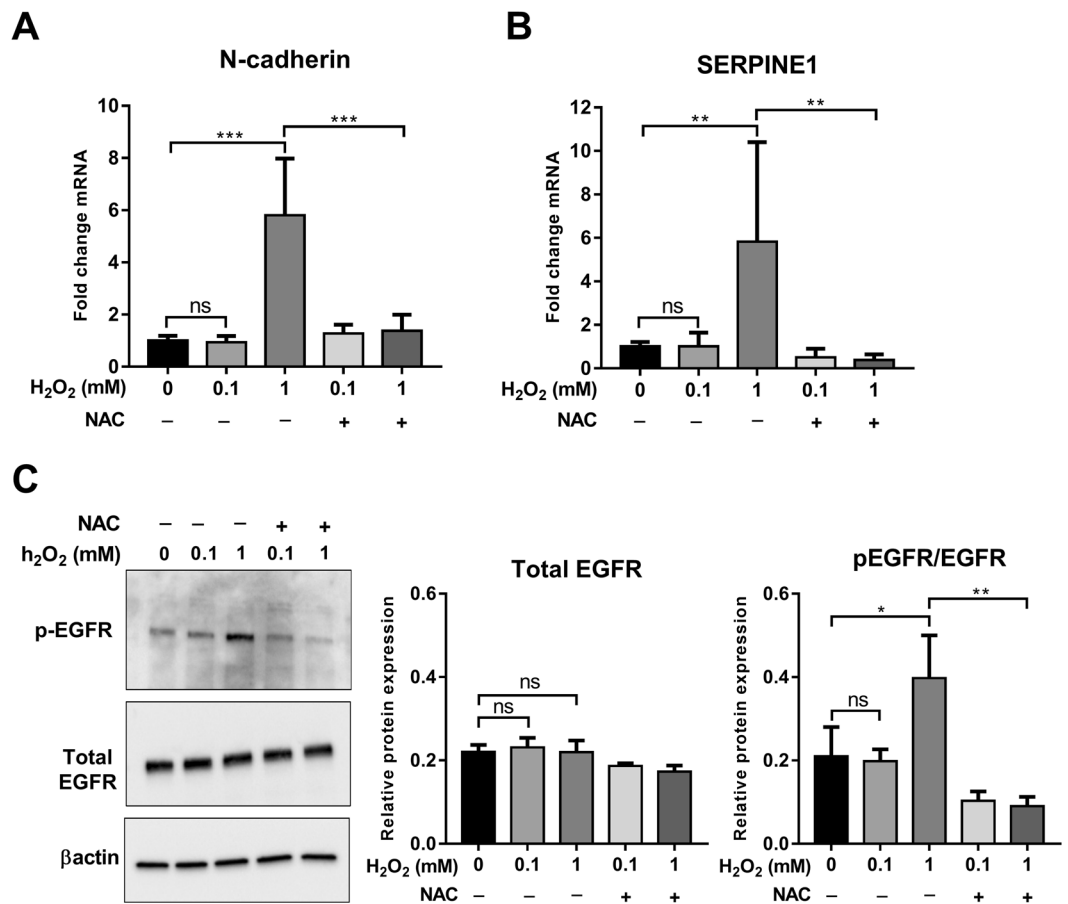 A
N-cadherin
Fold change mRNA
10
8
6
4
2
0
***
***
ns
H₂O₂ (mM) 0 0.1 1 0.1 1
NAC – – – + +
B
SERPINE1
Fold change mRNA
12
10
8
6
4
2
0
**
**
ns
H₂O₂ (mM) 0 0.1 1 0.1 1
NAC – – – + +
C
NAC – – – + +
h₂O₂ (mM) 0 0.1 1 0.1 1
p-EGFR
Total
EGFR
βactin
Total EGFR
Relative protein expression
0.6
0.4
0.2
0.0
ns
ns
H₂O₂ (mM) 0 0.1 1 0.1 1
NAC – – – + +
pEGFR/EGFR
Relative protein expression
0.6
0.4
0.2
0.0
*
**
ns
H₂O₂ (mM) 0 0.1 1 0.1 1
NAC – – – + +